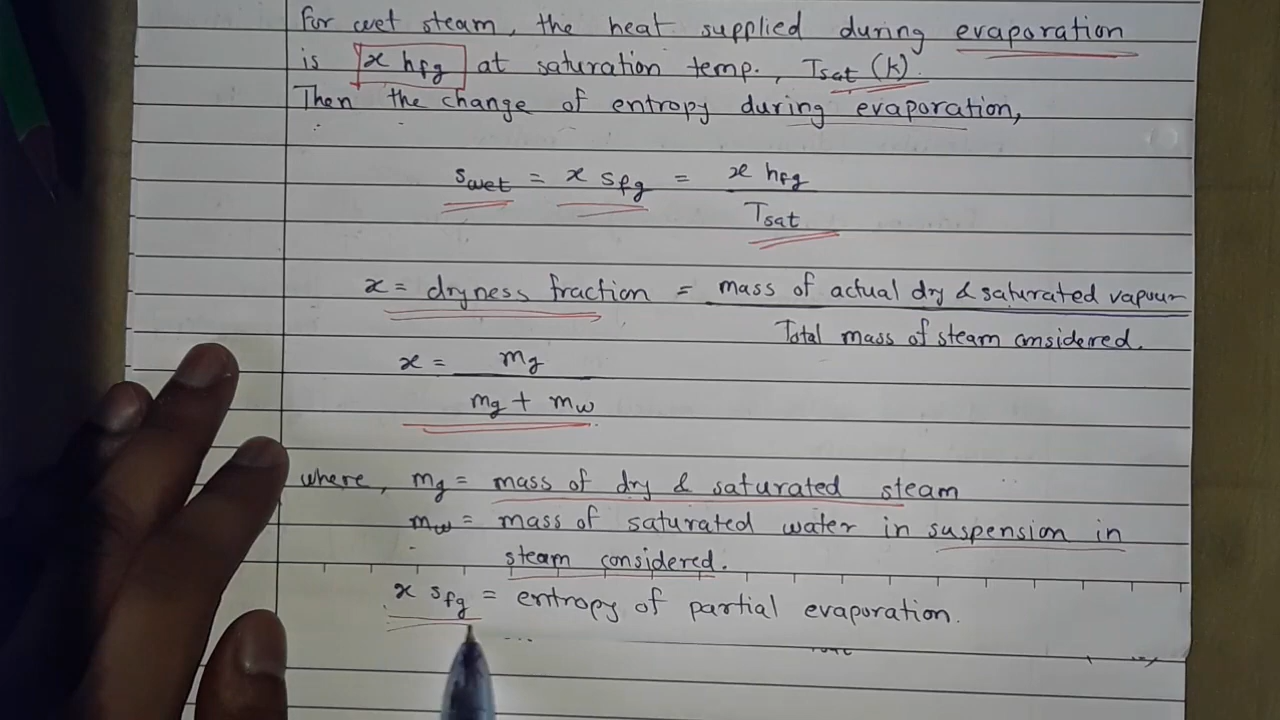 for wet steam, the heat supplied during evaporation
is x hfg at saturation temp., Tsat (K).
Then the change of entropy during evaporation,
swet = x sfg = x hfg / Tsat
x = dryness fraction = mass of actual dry & saturated vapour
Total mass of steam considered.
x = mg
mg + mw
where, mg = mass of dry & saturated steam
mw = mass of saturated water in suspension in
steam considered.
x sfg = entropy of partial evaporation.